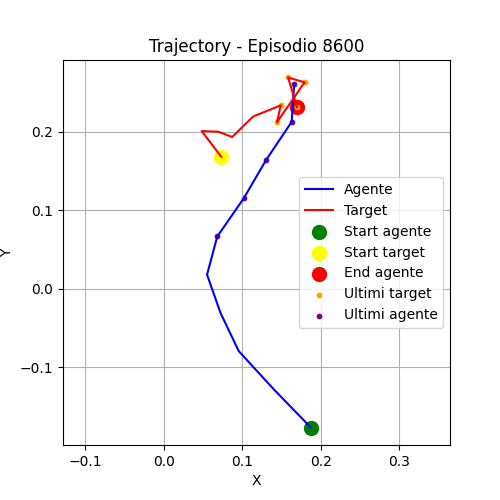 Trajectory - Episodio 8600
Y
0.2
0.1
0.0
−0.1
Agente
Target
Start agente
Start target
End agente
Ultimi target
Ultimi agente
−0.1
0.0
0.1
0.2
0.3
X